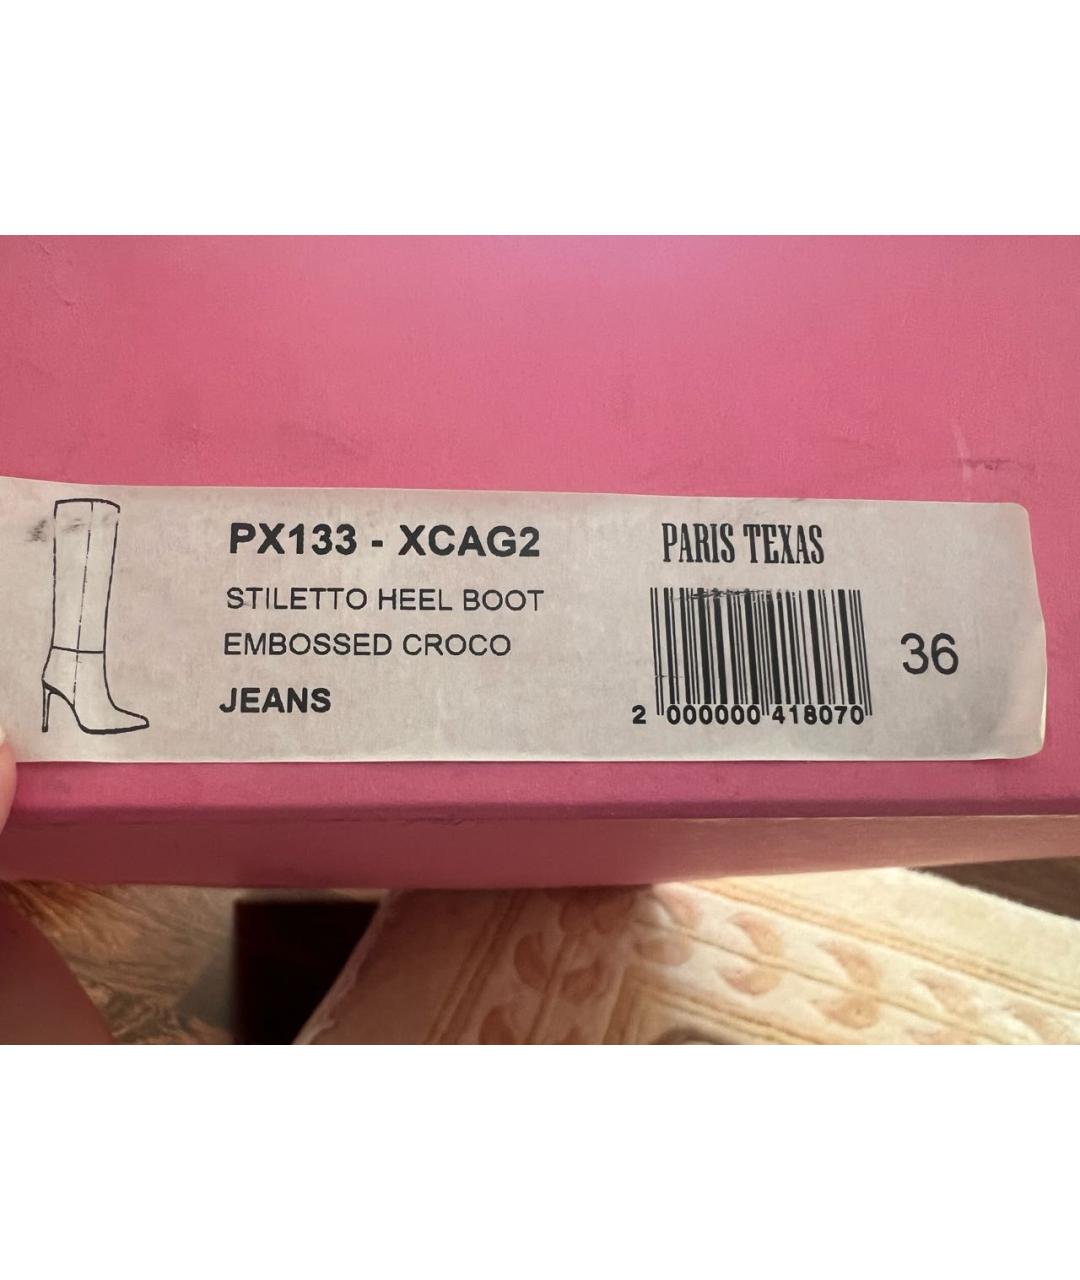 PX133 - XCAG2
STILETTO HEEL BOOT
EMBOSSED CROCO
JEANS
PARIS TEXAS
2 000000 418070
36